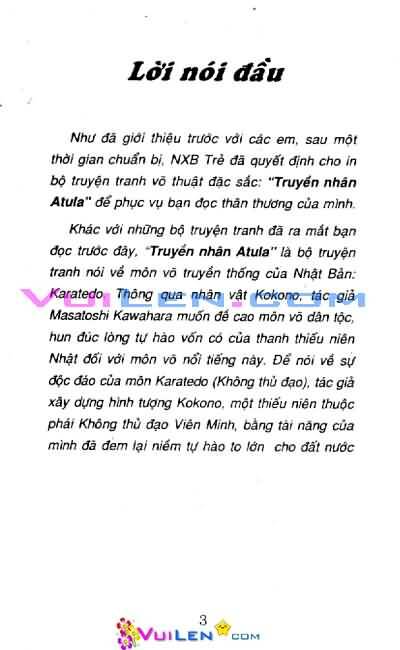 Lời nói đầu
Như đã giới thiệu trước với các em, sau một
thời gian chuẩn bị, NXB Trẻ đã quyết định cho in
bộ truyện tranh võ thuật đặc sắc: "Truyền nhân
Atula" để phục vụ bạn đọc thân thương của mình.
Khác với những bộ truyện tranh đã ra mắt bạn
đọc trước đây, "Truyền nhân Atula" là bộ truyện
tranh nói về môn võ truyền thống của Nhật Bản:
Karatedo. Thông qua nhân vật Kokono, tác giả
Masatoshi Kawahara muốn đề cao môn võ dân tộc,
hun đúc lòng tự hào vốn có của thanh thiếu niên
Nhật đối với môn võ nổi tiếng này. Để nói về sự
độc đáo của môn Karatedo (Không thủ đạo), tác giả
xây dựng hình tượng Kokono, một thiếu niên thuộc
phái Không thủ đạo Viên Minh, bằng tài năng của
mình đã đem lại niềm tự hào to lớn cho đất nước
VUILEN.COM
3
VUILEN.COM